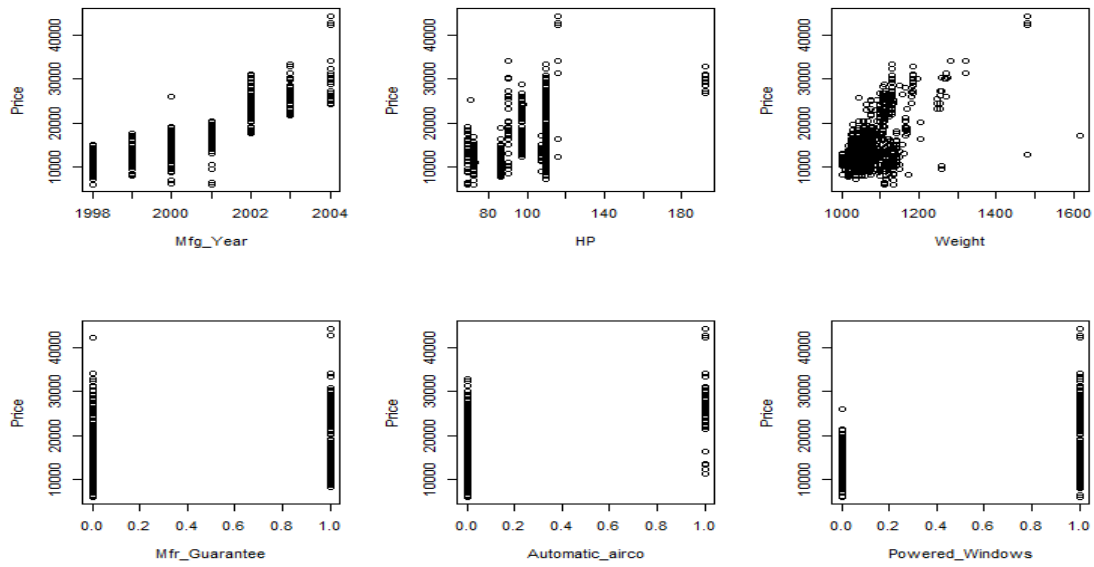 Price
10000 20000 30000 40000
1998 2000 2002 2004
Mfg_Year
Price
10000 20000 30000 40000
80 100 140 180
HP
Price
10000 20000 30000 40000
1000 1200 1400 1600
Weight
Price
10000 20000 30000 40000
0.0 0.2 0.4 0.6 0.8 1.0
Mfr_Guarantee
Price
10000 20000 30000 40000
0.0 0.2 0.4 0.6 0.8 1.0
Automatic_airco
Price
10000 20000 30000 40000
0.0 0.2 0.4 0.6 0.8 1.0
Powered_Windows